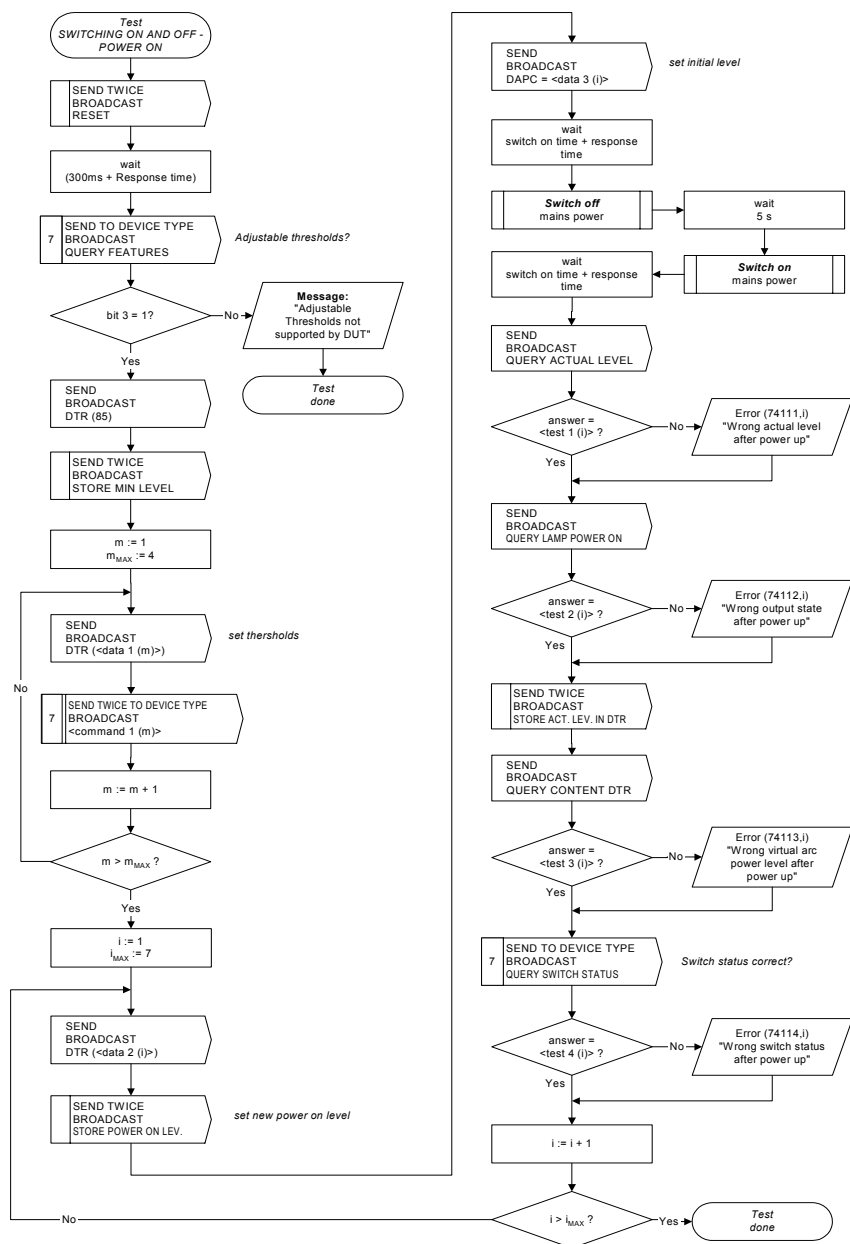 Test
SWITCHING ON AND OFF -
POWER ON
SEND TWICE
BROADCAST
RESET
wait
(300ms + Response time)
7
SEND TO DEVICE TYPE
BROADCAST
QUERY FEATURES
Adjustable thresholds?
bit 3 = 1?
No
Message:
"Adjustable
Thresholds not
supported by DUT"
Yes
Test
done
SEND
BROADCAST
DTR (85)
SEND TWICE
BROADCAST
STORE MIN LEVEL
m := 1
mMAX := 4
SEND
BROADCAST
DTR (<data 1 (m)>)
set thersholds
No
7
SEND TWICE TO DEVICE TYPE
BROADCAST
<command 1 (m)>
m := m + 1
m > mMAX ?
Yes
i := 1
iMAX := 7
SEND
BROADCAST
DTR (<data 2 (i)>)
SEND TWICE
BROADCAST
STORE POWER ON LEV.
set new power on level
SEND
BROADCAST
DAPC = <data 3 (i)>
set initial level
wait
switch on time + response
time
Switch off
mains power
wait
5 s
Switch on
mains power
wait
switch on time + response
time
SEND
BROADCAST
QUERY ACTUAL LEVEL
answer =
<test 1 (i)> ?
No
Error (74111,i)
"Wrong actual level
after power up"
Yes
SEND
BROADCAST
QUERY LAMP POWER ON
answer =
<test 2 (i)> ?
No
Error (74112,i)
"Wrong output state
after power up"
Yes
SEND TWICE
BROADCAST
STORE ACT. LEV. IN DTR
SEND
BROADCAST
QUERY CONTENT DTR
answer =
<test 3 (i)> ?
No
Error (74113,i)
"Wrong virtual arc
power level after
power up"
Yes
7
SEND TO DEVICE TYPE
BROADCAST
QUERY SWITCH STATUS
Switch status correct?
answer =
<test 4 (i)> ?
No
Error (74114,i)
"Wrong switch status
after power up"
Yes
i := i + 1
No
i > iMAX ?
Yes
Test
done